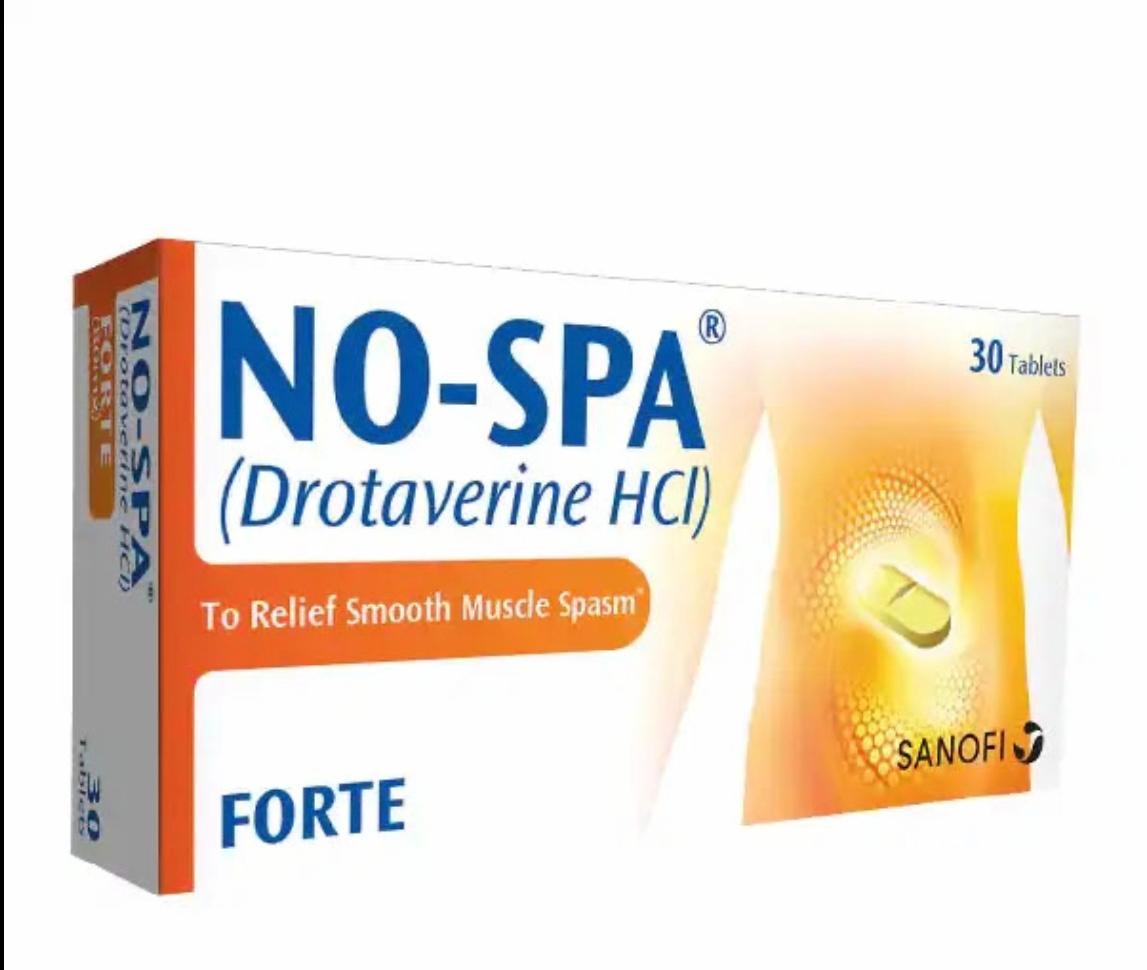 NO-SPA®
(Drotaverine HCl)
To Relief Smooth Muscle Spasm
FORTE
30 Tablets
SANOFI
NO-SPA®
(Drotaverine HCl)
FORTE
30
Tablets